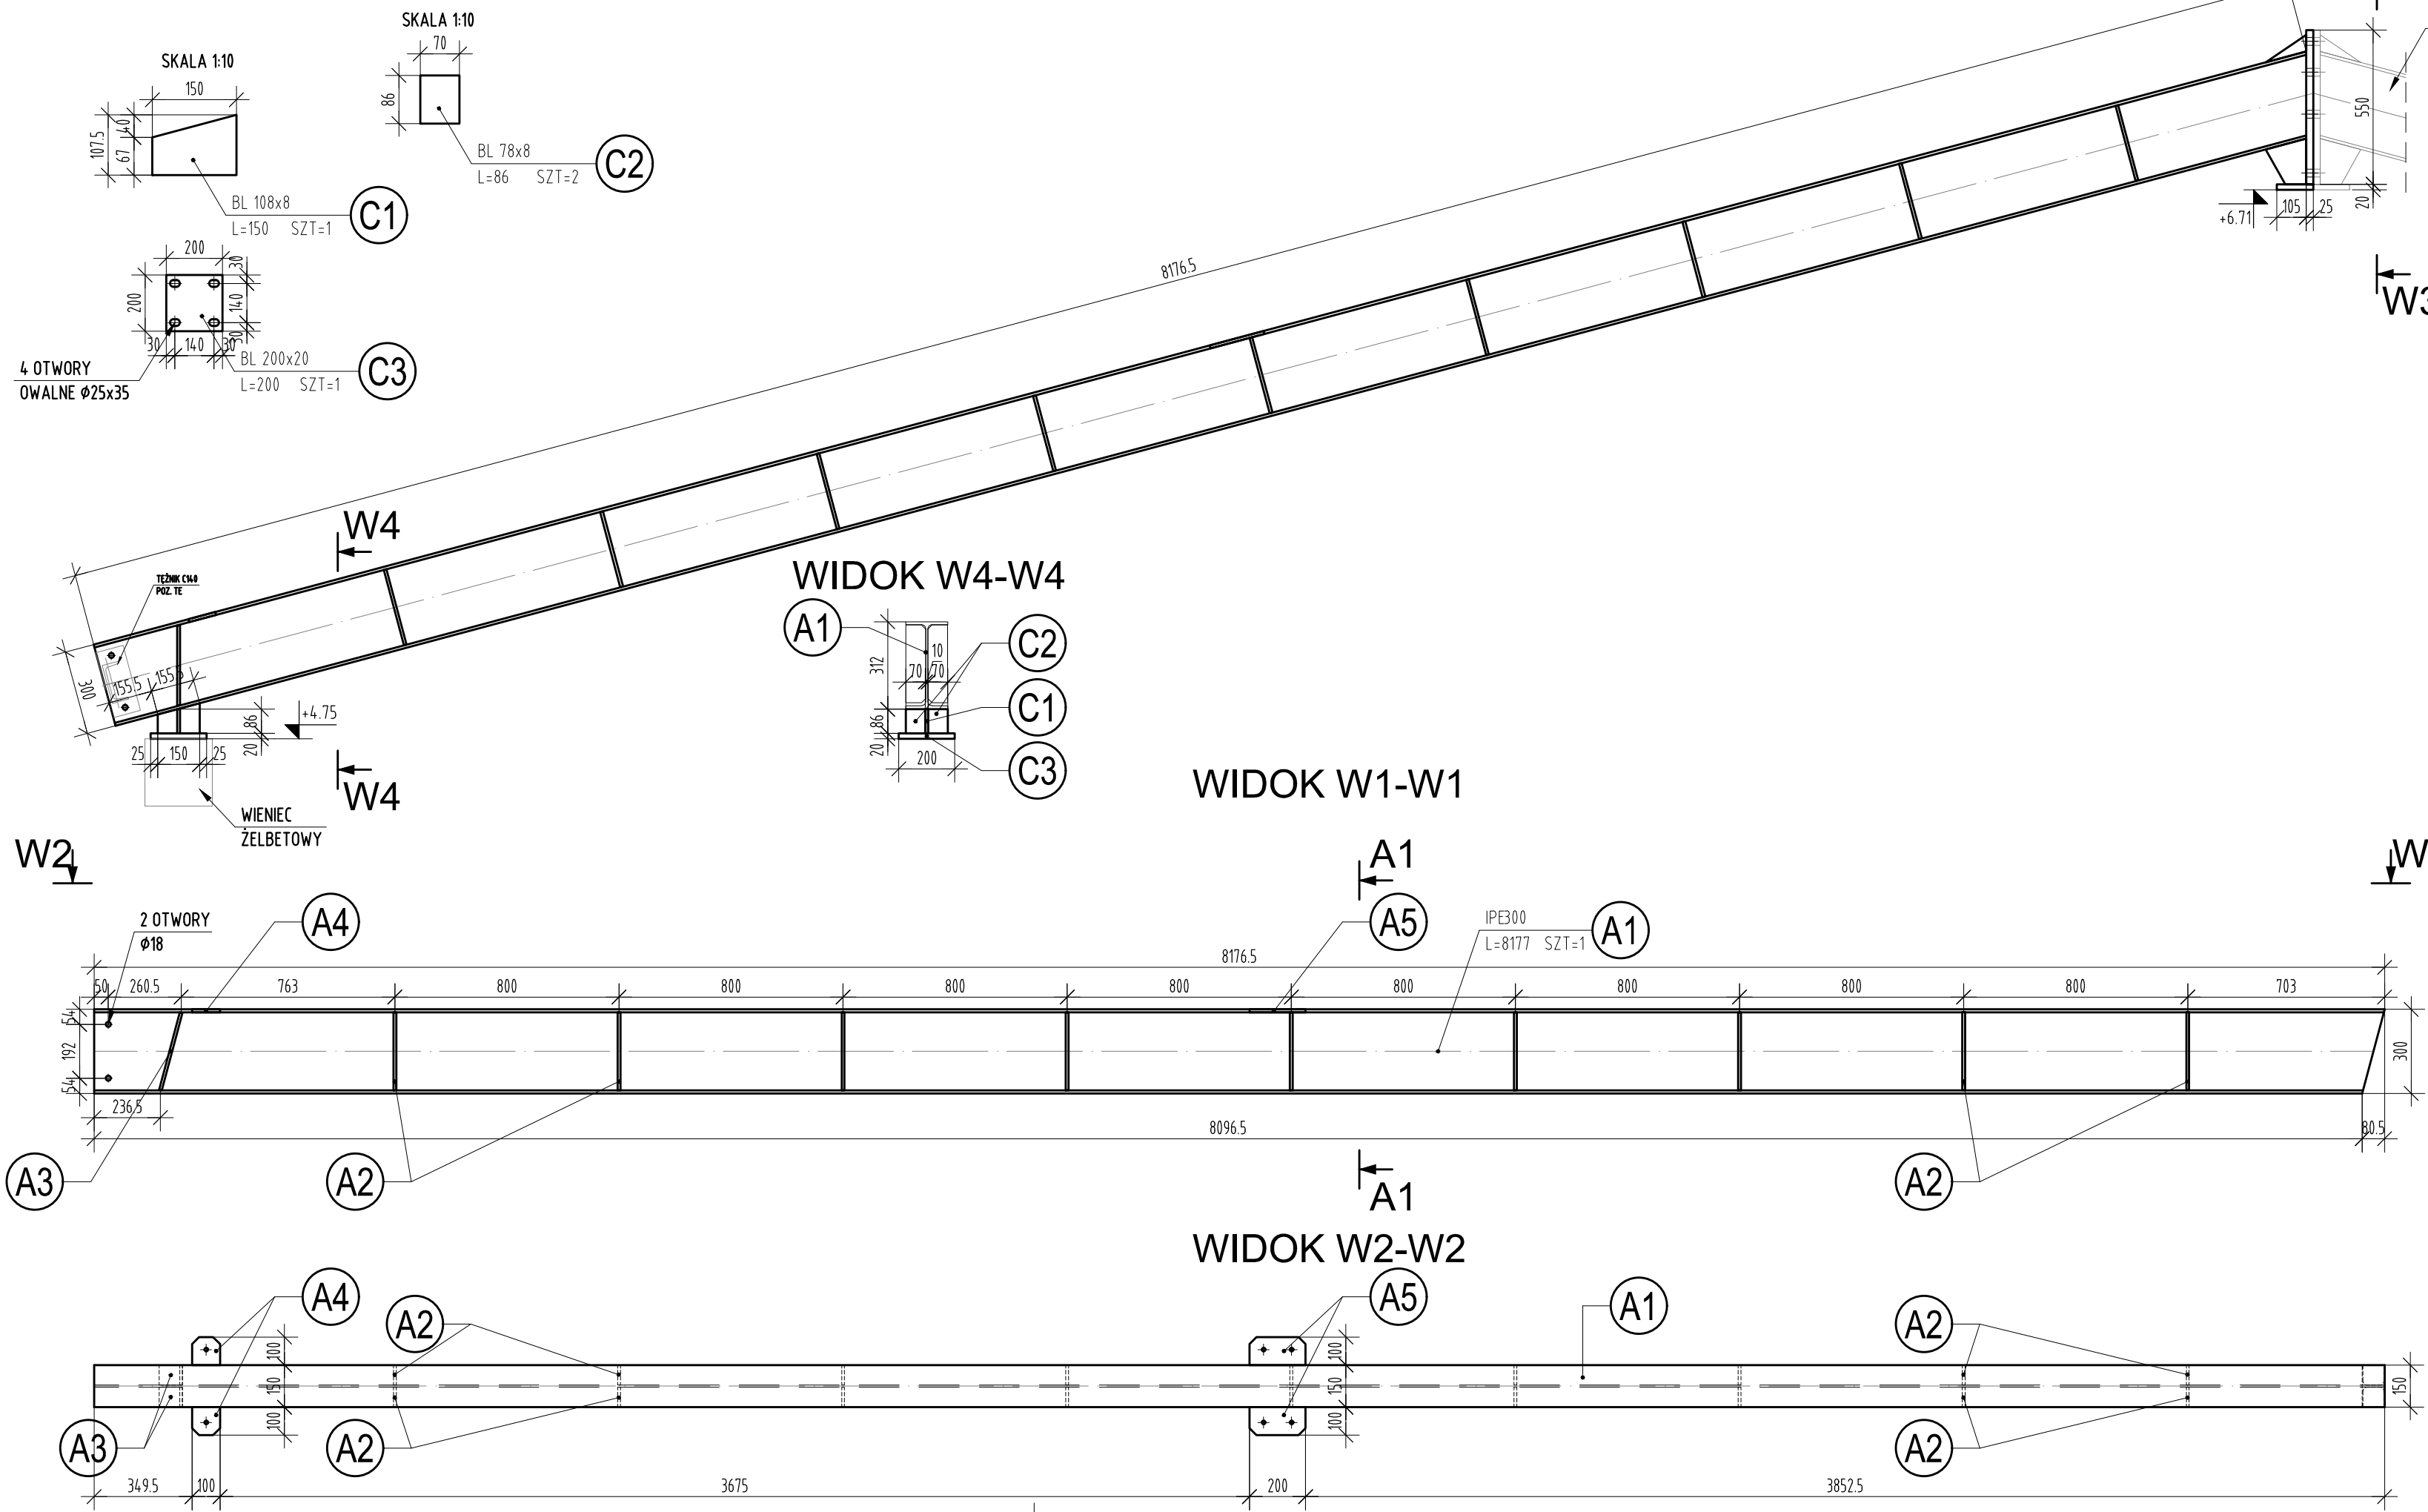 SKALA 1:10
70
86
BL 78x8
L=86 SZT=2
C2
SKALA 1:10
150
107.5
40
67
BL 108x8
L=150 SZT=1
C1
200
200
30
140
30
30
140
30
BL 200x20
L=200 SZT=1
C3
4 OTWORY
OWALNE ϕ25x35
8176.5
550
20
105
25
+6.71
W3
W4
TĘŻNIK C140
POZ. TE
300
155.5
155.5
86
20
+4.75
25
150
25
W4
WIENIEC
ŻELBETOWY
WIDOK W4-W4
A1
312
10
70
70
86
20
200
C2
C1
C3
WIDOK W1-W1
W2
A1
W
2 OTWORY
ϕ18
A4
A5
IPE300
L=8177 SZT=1
A1
8176.5
50
260.5
763
800
800
800
800
800
800
800
800
703
54
192
54
300
236.5
8096.5
80.5
A3
A2
A1
A2
WIDOK W2-W2
A4
A2
A5
A1
A2
100
150
100
100
150
100
150
A3
A2
A2
349.5
100
3675
200
3852.5